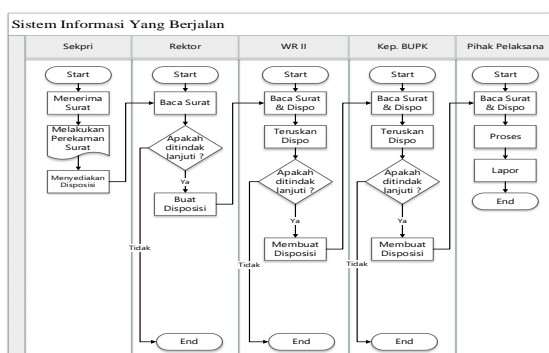 Sistem Informasi Yang Berjalan
Sekpri
Rektor
WR II
Kep. BUPK
Pihak Pelaksana
Start
Menerima
Surat
Melakukan
Perekaman
Surat
Menyediakan
Disposisi
Start
Baca Surat
Apakah
ditindak
lanjuti ?
Ya
Buat
Disposisi
Tidak
End
Start
Baca Surat
& Dispo
Teruskan
Dispo
Apakah
ditindak
lanjuti ?
Ya
Membuat
Disposisi
Tidak
End
Start
Baca Surat
& Dispo
Teruskan
Dispo
Apakah
ditindak
lanjuti ?
Ya
Membuat
Disposisi
Tidak
End
Start
Baca Surat
& Dispo
Proses
Lapor
End